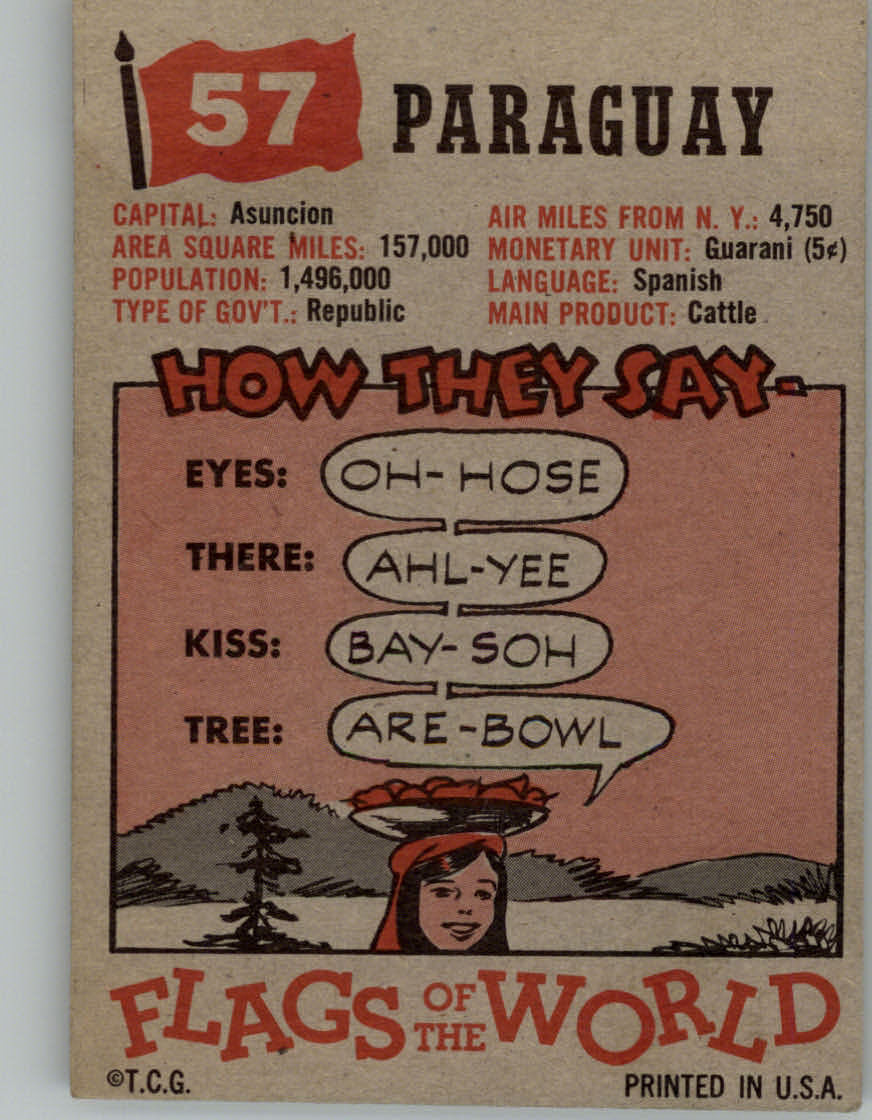 57 PARAGUAY
CAPITAL: Asuncion
AREA SQUARE MILES: 157,000
POPULATION: 1,496,000
TYPE OF GOV'T.: Republic
AIR MILES FROM N. Y.: 4,750
MONETARY UNIT: Guarani (5¢)
LANGUAGE: Spanish
MAIN PRODUCT: Cattle
HOW THEY SAY-
EYES: OH-HOSE
THERE: AHL-YEE
KISS: BAY-SOH
TREE: ARE-BOWL
FLAGS OF THE WORLD
©T.C.G.
PRINTED IN U.S.A.